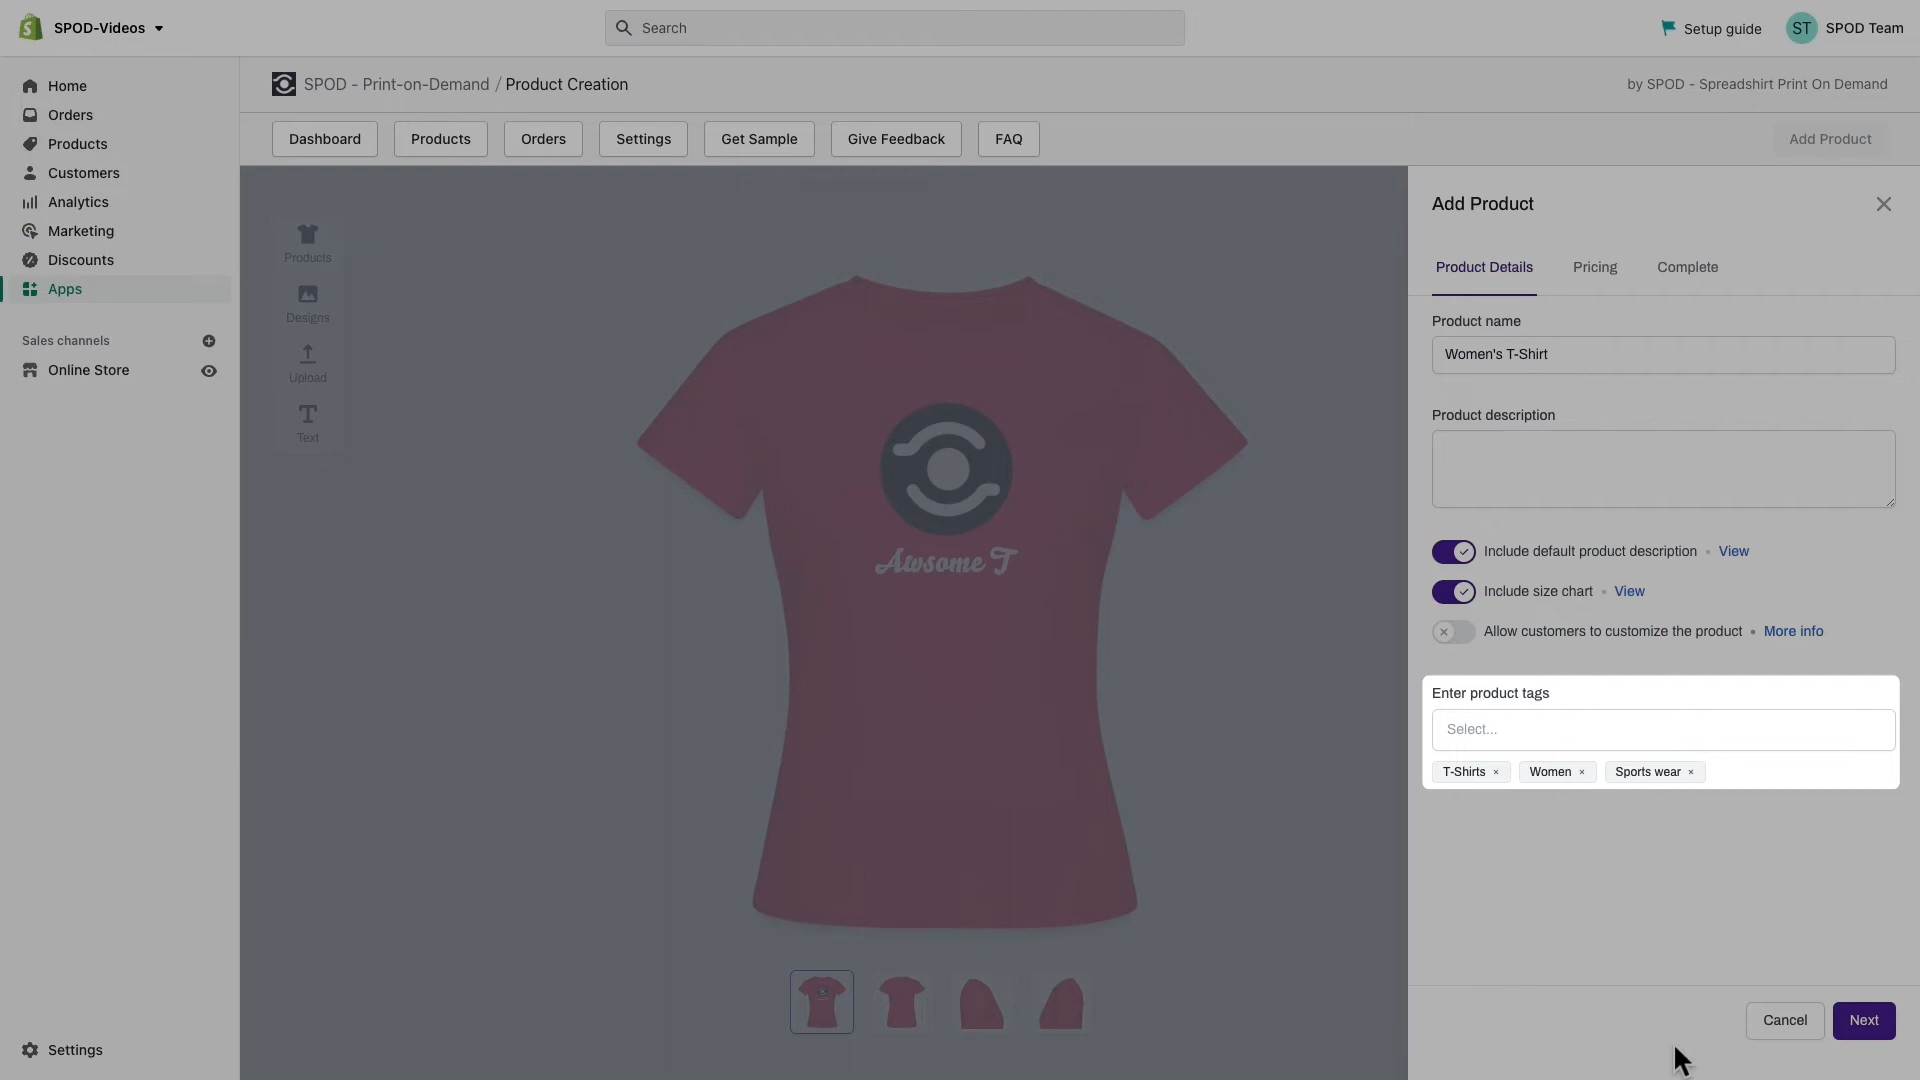 SPOD-Videos
Search
Setup guide
ST
SPOD Team
Home
Orders
Products
Customers
Analytics
Marketing
Discounts
Apps
Sales channels
Online Store
Settings
SPOD - Print-on-Demand / Product Creation
by SPOD - Spreadshirt Print On Demand
Dashboard
Products
Orders
Settings
Get Sample
Give Feedback
FAQ
Add Product
Products
Designs
Upload
Text
Awsome T
Add Product
Product Details
Pricing
Complete
Product name
Women's T-Shirt
Product description
Include default product description • View
Include size chart • View
Allow customers to customize the product • More info
Enter product tags
Select...
T-Shirts ×
Women ×
Sports wear ×
Cancel
Next